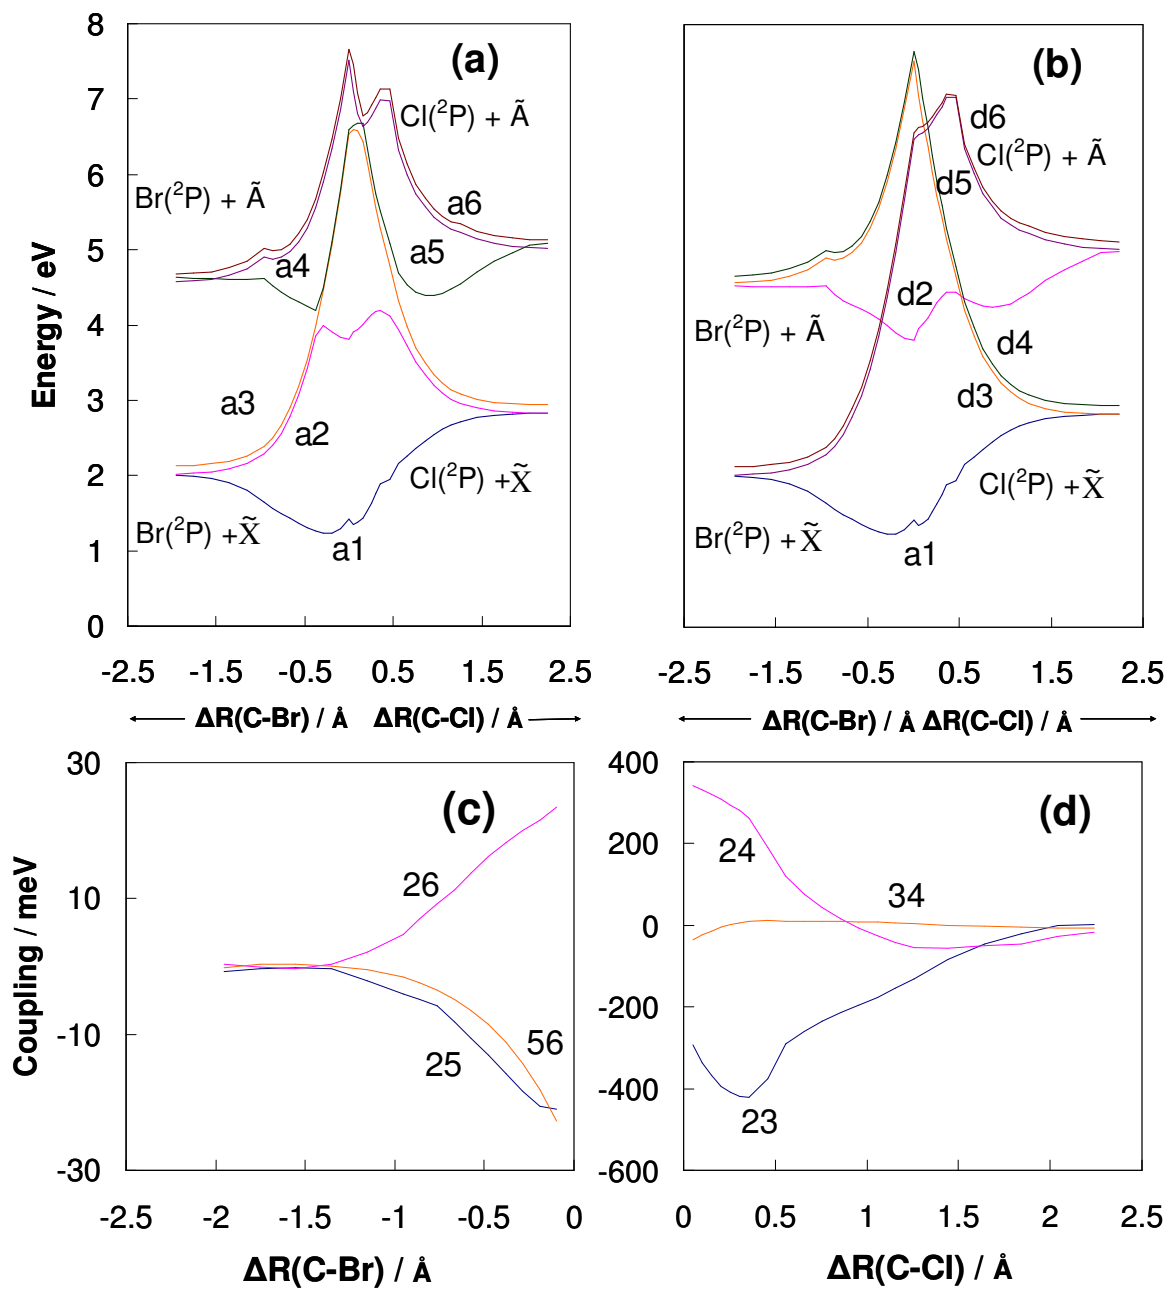 8
7
6
5
4
3
2
1
0
Energy / eV
(a)
Cl(²P) + Ã
Br(²P) + Ã
a6
a5
a4
a3
a2
Cl(²P) +X̃
Br(²P) +X̃
a1
-2.5 -1.5 -0.5 0.5 1.5 2.5
ΔR(C-Br) / Å ΔR(C-Cl) / Å
(b)
d6
Cl(²P) + Ã
d5
d2
Br(²P) + Ã
d4
d3
Cl(²P) +X̃
Br(²P) +X̃
a1
-2.5 -1.5 -0.5 0.5 1.5 2.5
ΔR(C-Br) / Å ΔR(C-Cl) / Å
30
10
-10
-30
Coupling / meV
(c)
26
56
25
-2.5 -2 -1.5 -1 -0.5 0
ΔR(C-Br) / Å
400
200
0
-200
-400
-600
(d)
24
34
23
0 0.5 1 1.5 2 2.5
ΔR(C-Cl) / Å